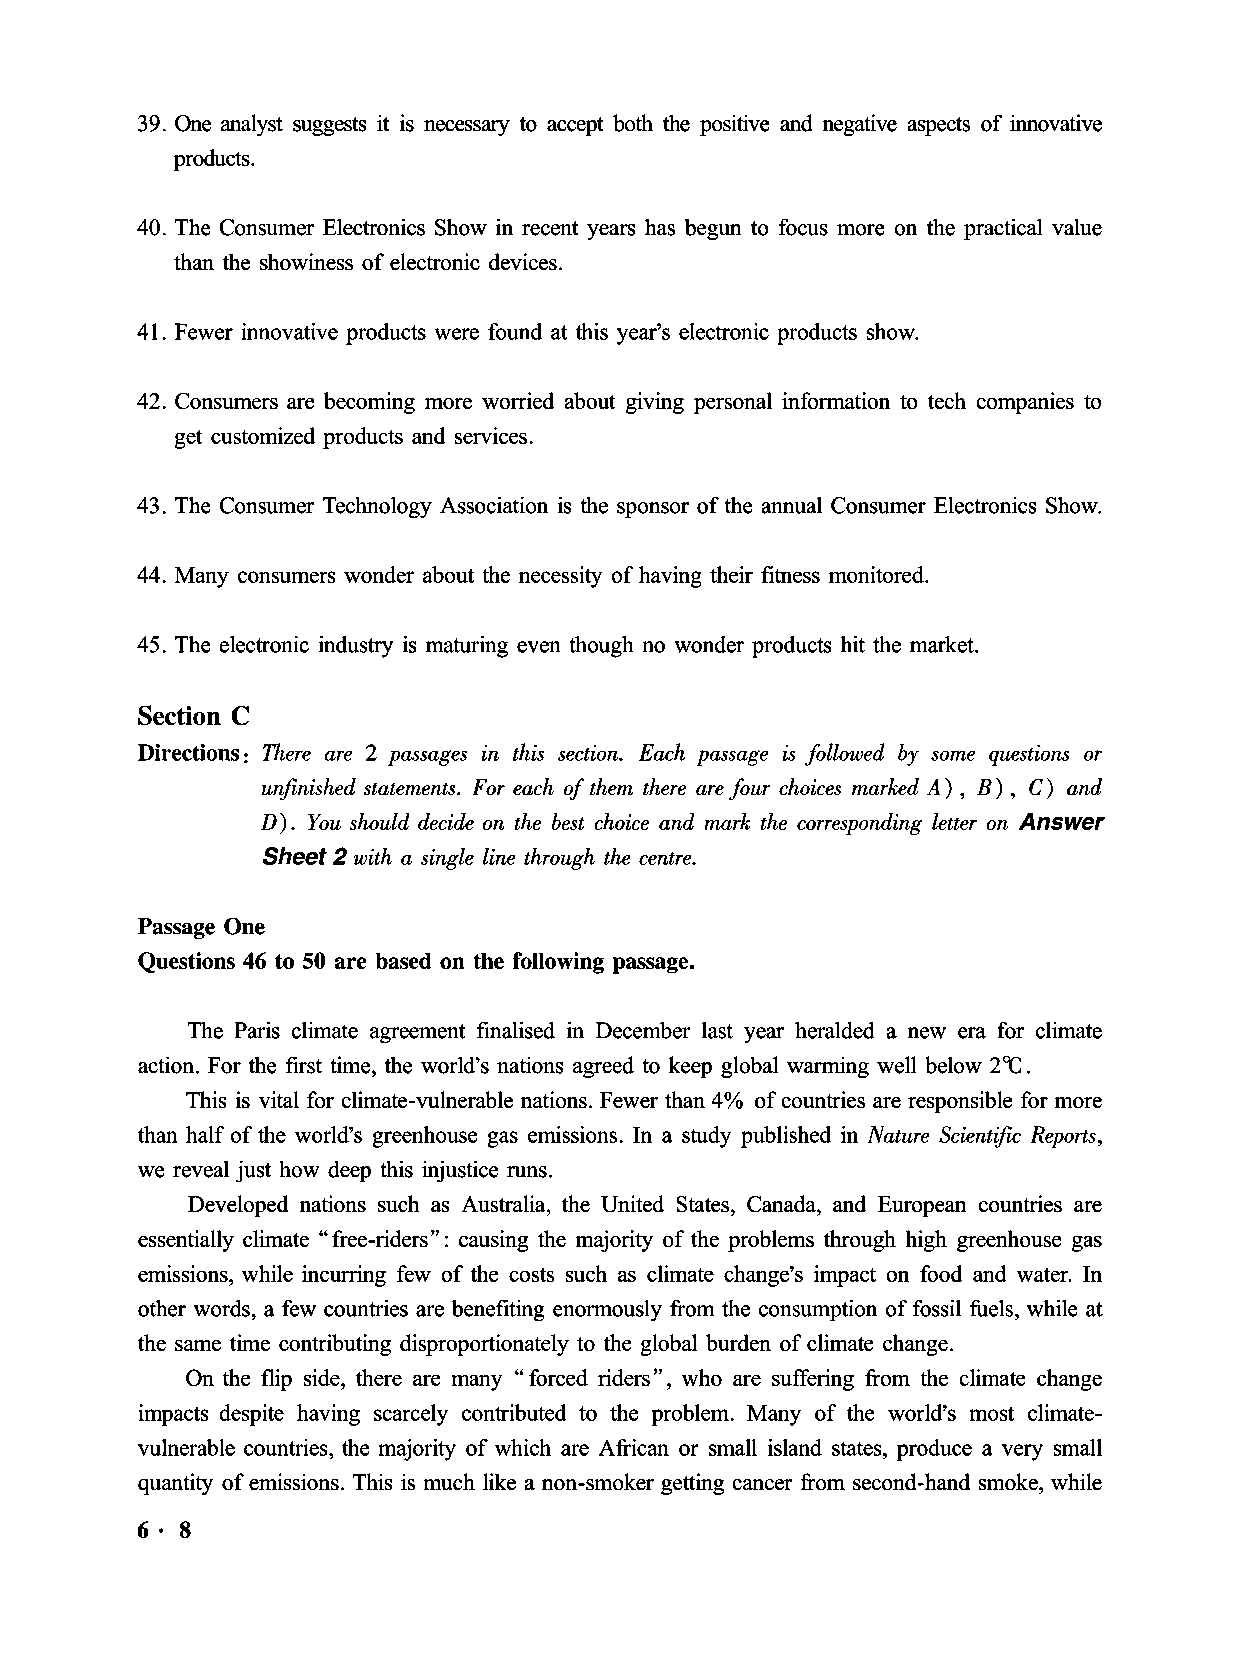 39. One analyst suggests it is necessary to accept both the positive and negative aspects of innovative
products.
40. The Consumer Electronics Show in recent years has begun to focus more on the practical value
than the showiness of electronic devices.
41. Fewer innovative products were found at this year's electronic products show.
42. Consumers are becoming more worried about giving personal information to tech companies to
get customized products and services.
43. The Consumer Technology Association is the sponsor of the annual Consumer Electronics Show.
44. Many consumers wonder about the necessity of having their fitness monitored.
45. The electronic industry is maturing even though no wonder products hit the market.
Section C
Directions: There are 2 passages in this section. Each passage is followed by some questions or
unfinished statements. For each of them there are four choices marked A), B), C) and
D). You should decide on the best choice and mark the corresponding letter on Answer
Sheet 2 with a single line through the centre.
Passage One
Questions 46 to 50 are based on the following passage.
The Paris climate agreement finalised in December last year heralded a new era for climate
action. For the first time, the world's nations agreed to keep global warming well below 2℃.
This is vital for climate-vulnerable nations. Fewer than 4% of countries are responsible for more
than half of the world's greenhouse gas emissions. In a study published in Nature Scientific Reports,
we reveal just how deep this injustice runs.
Developed nations such as Australia, the United States, Canada, and European countries are
essentially climate "free-riders": causing the majority of the problems through high greenhouse gas
emissions, while incurring few of the costs such as climate change's impact on food and water. In
other words, a few countries are benefiting enormously from the consumption of fossil fuels, while at
the same time contributing disproportionately to the global burden of climate change.
On the flip side, there are many "forced riders", who are suffering from the climate change
impacts despite having scarcely contributed to the problem. Many of the world's most climate-
vulnerable countries, the majority of which are African or small island states, produce a very small
quantity of emissions. This is much like a non-smoker getting cancer from second-hand smoke, while
6 · 8